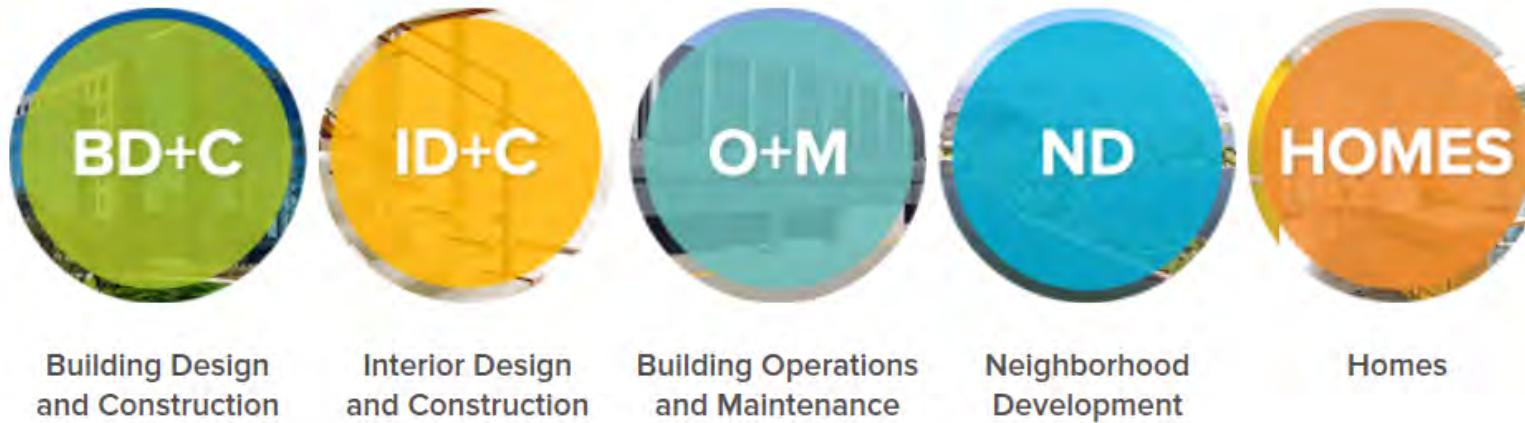 BD+C
ID+C
O+M
ND
HOMES
Building Design
and Construction
Interior Design
and Construction
Building Operations
and Maintenance
Neighborhood
Development
Homes